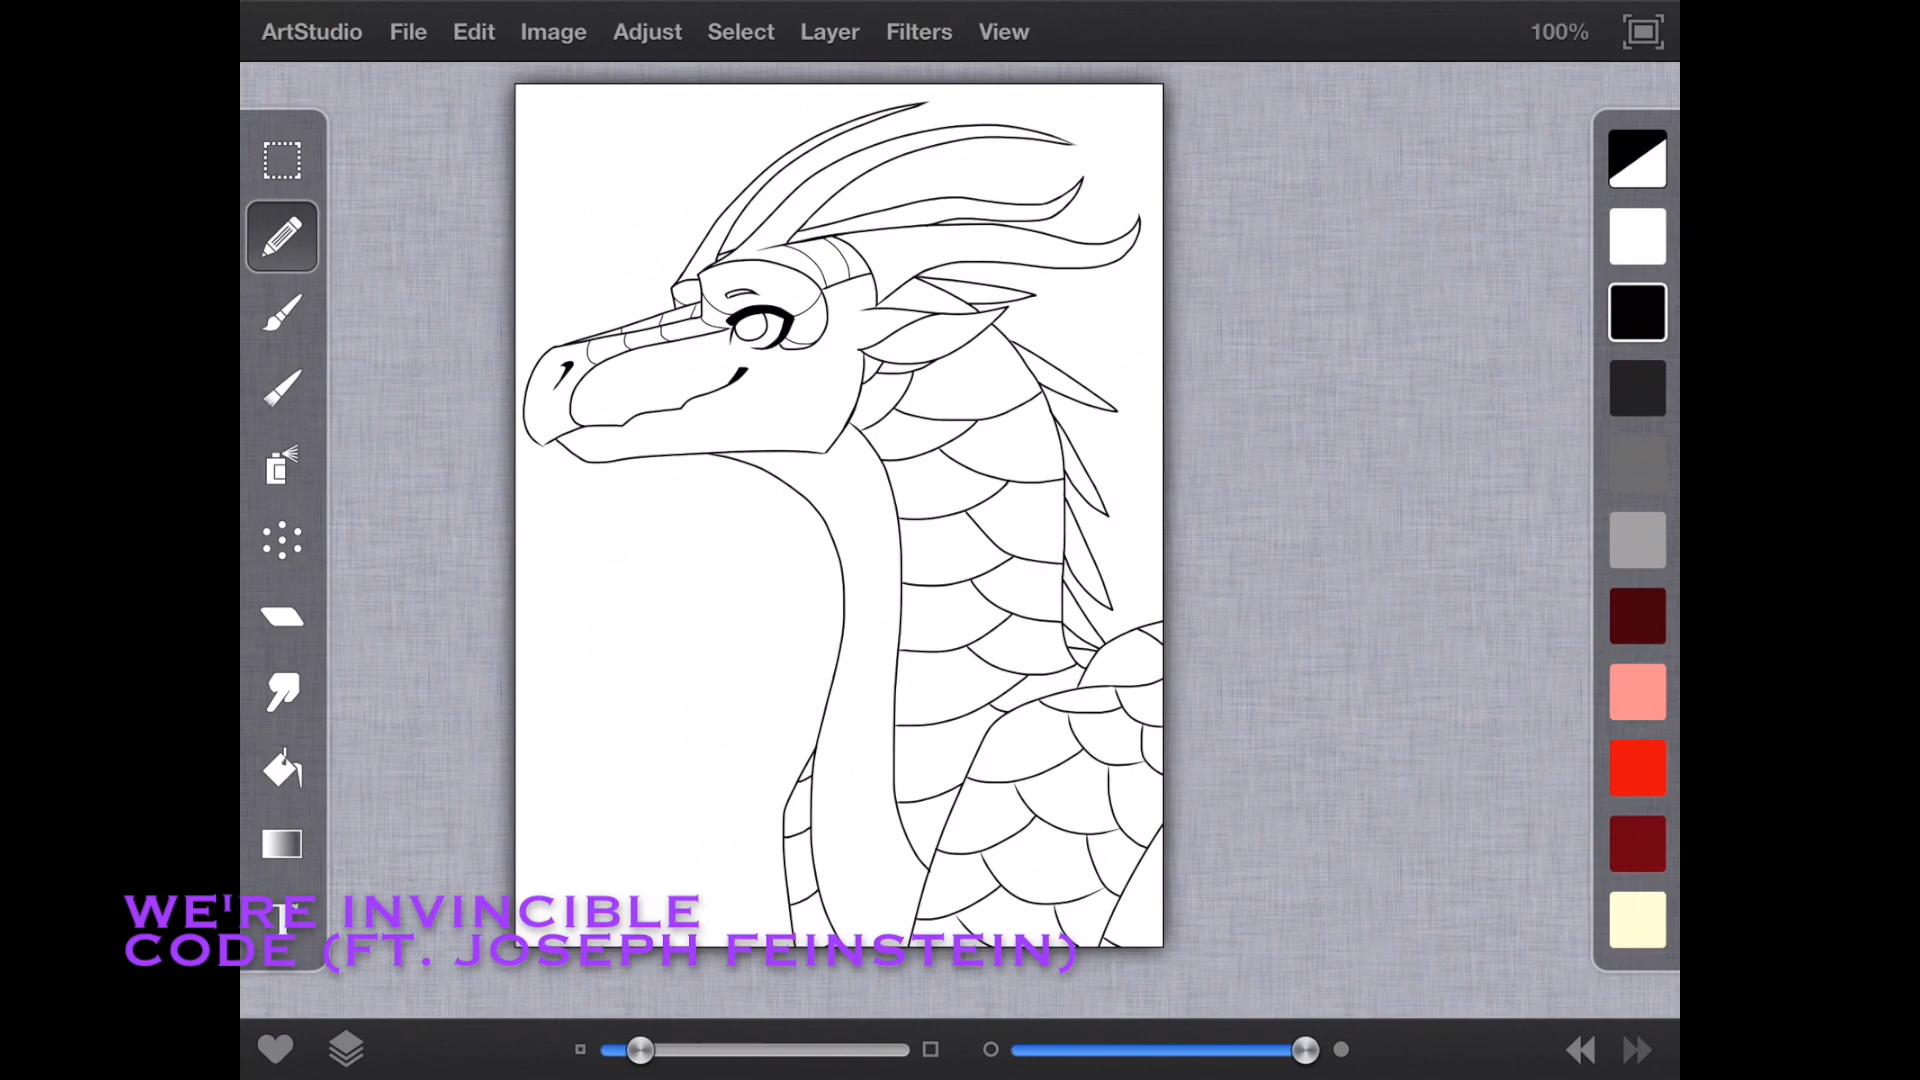 ArtStudio File Edit Image Adjust Select Layer Filters View 100%
WE'RE INVINCIBLE
CODE (FT. JOSEPH FEINSTEIN)